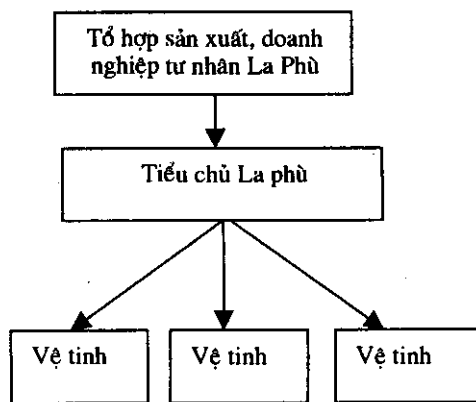 Tổ hợp sản xuất, doanh
nghiệp tư nhân La Phù
Tiểu chủ La phù
Vệ tinh
Vệ tinh
Vệ tinh